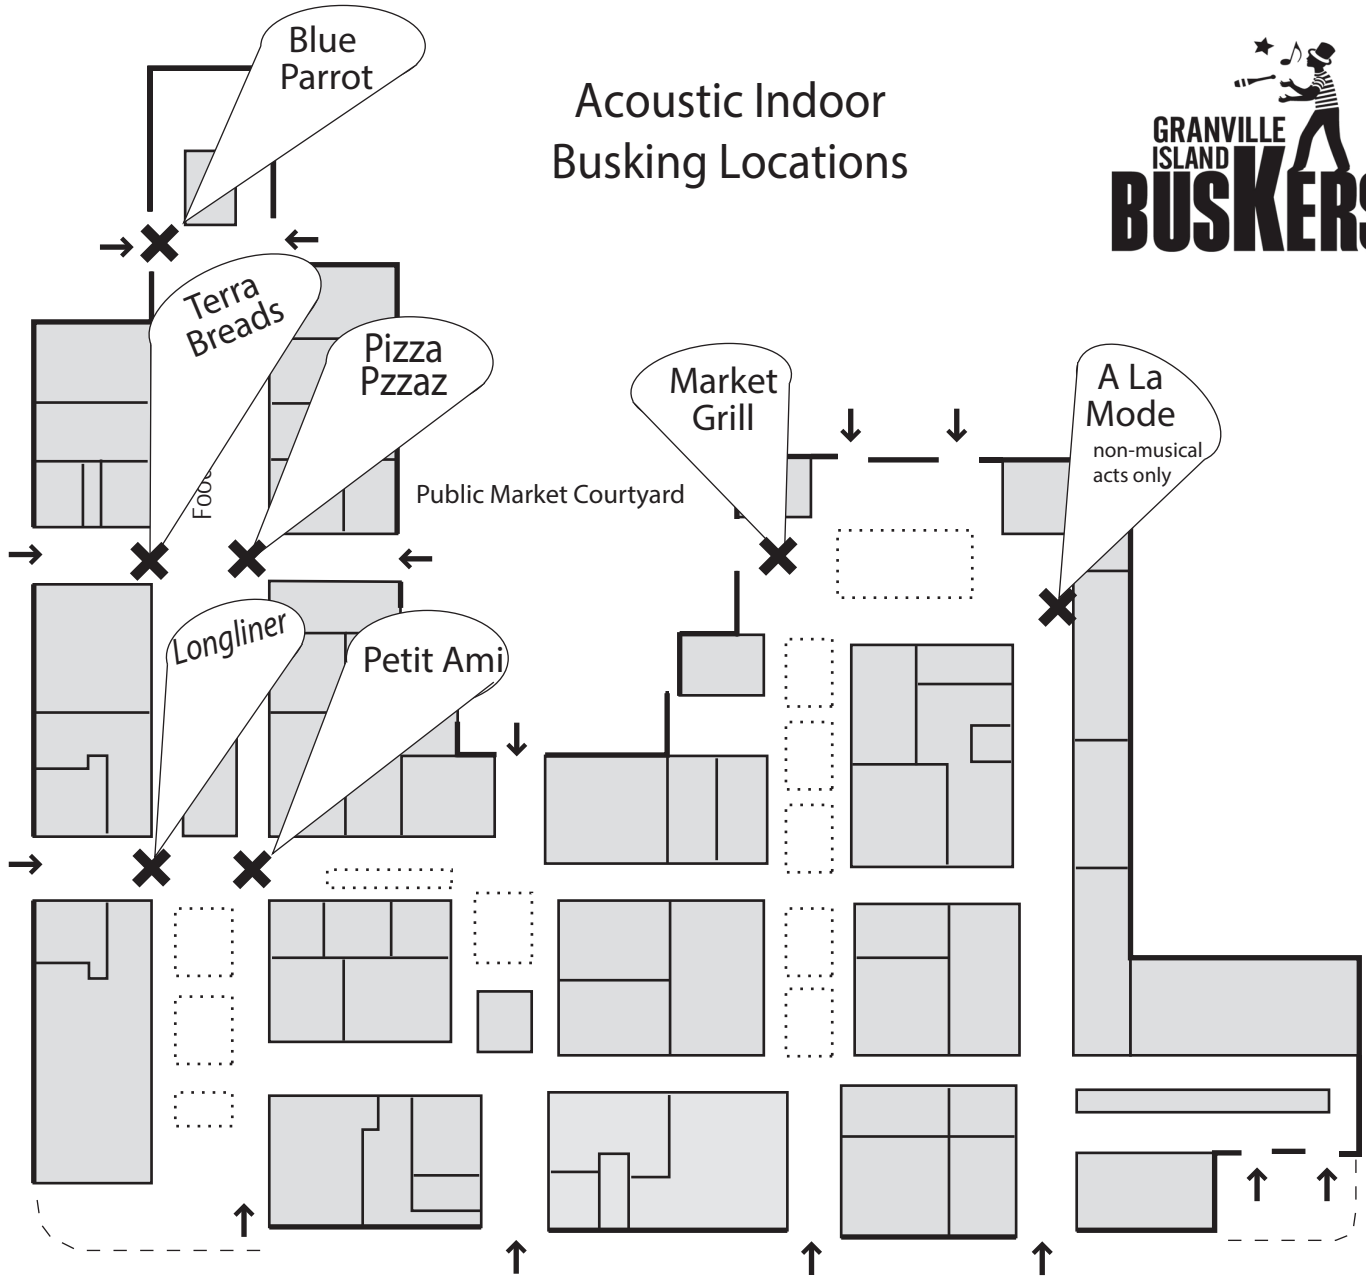 Blue
Parrot
Acoustic Indoor
Busking Locations
GRANVILLE
ISLAND
BUSKERS
Terra
Breads
Pizza
Pzzaz
Market
Grill
A La
Mode
non-musical
acts only
Public Market Courtyard
Longliner
Petit Ami